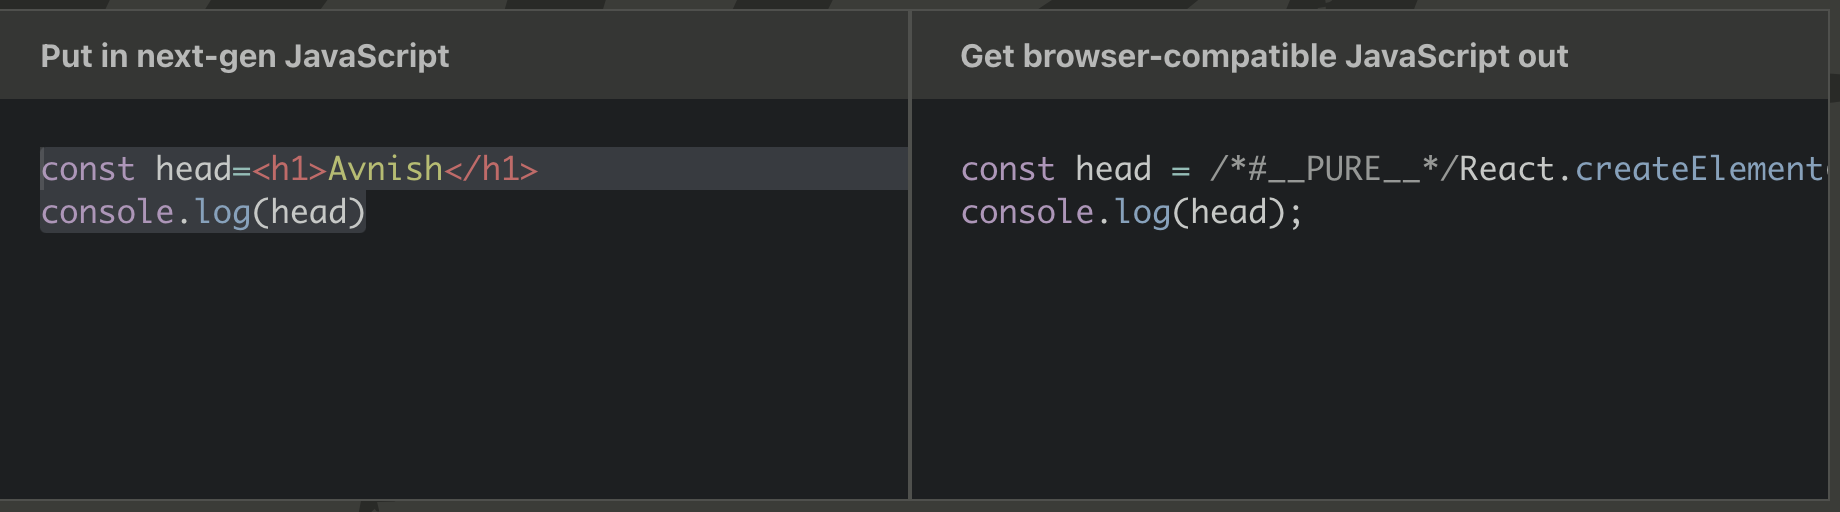 Put in next-gen JavaScript
Get browser-compatible JavaScript out
const head=<h1>Avnish</h1>
console.log(head)
const head = /*#__PURE__*/React.createElement
console.log(head);